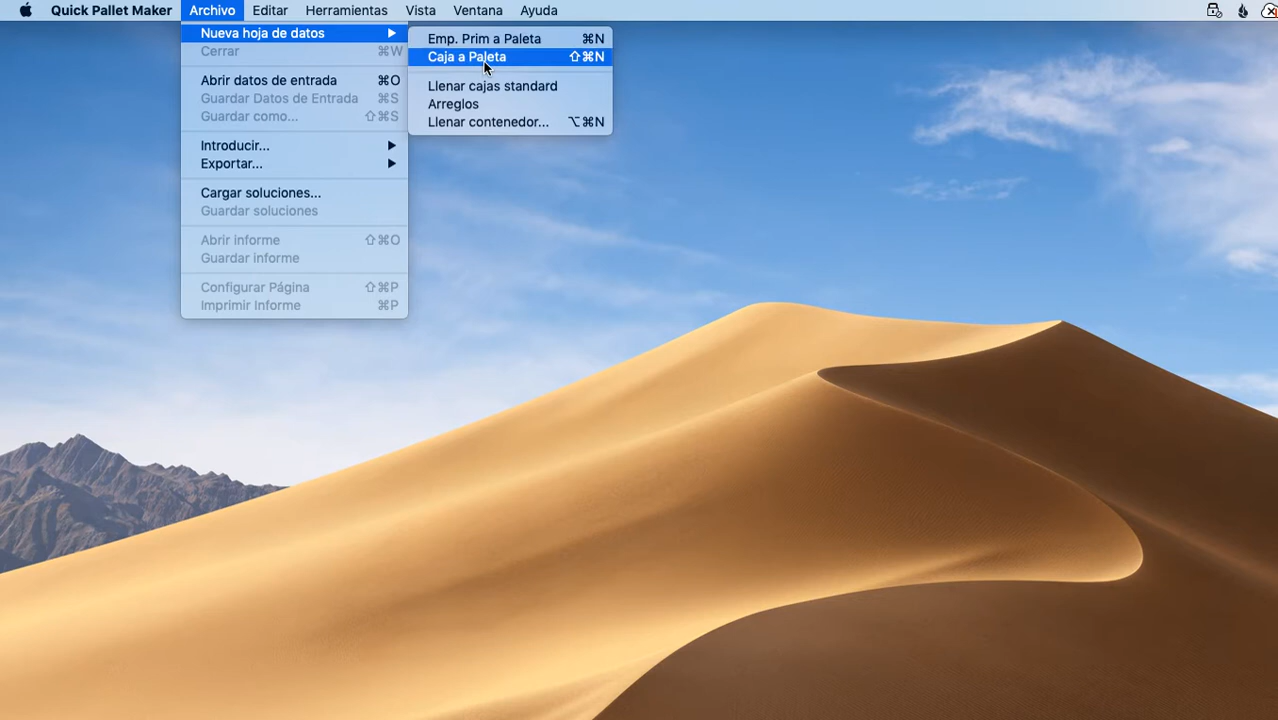 Quick Pallet Maker Archivo Editar Herramientas Vista Ventana Ayuda
Nueva hoja de datos
Cerrar ⌘W
Abrir datos de entrada ⌘O
Guardar Datos de Entrada ⌘S
Guardar como... ⇧⌘S
Introducir...
Exportar...
Cargar soluciones...
Guardar soluciones
Abrir informe ⇧⌘O
Guardar informe
Configurar Página ⇧⌘P
Imprimir Informe ⌘P
Emp. Prim a Paleta ⌘N
Caja a Paleta ⇧⌘N
Llenar cajas standard
Arreglos
Llenar contenedor... ⌥⌘N